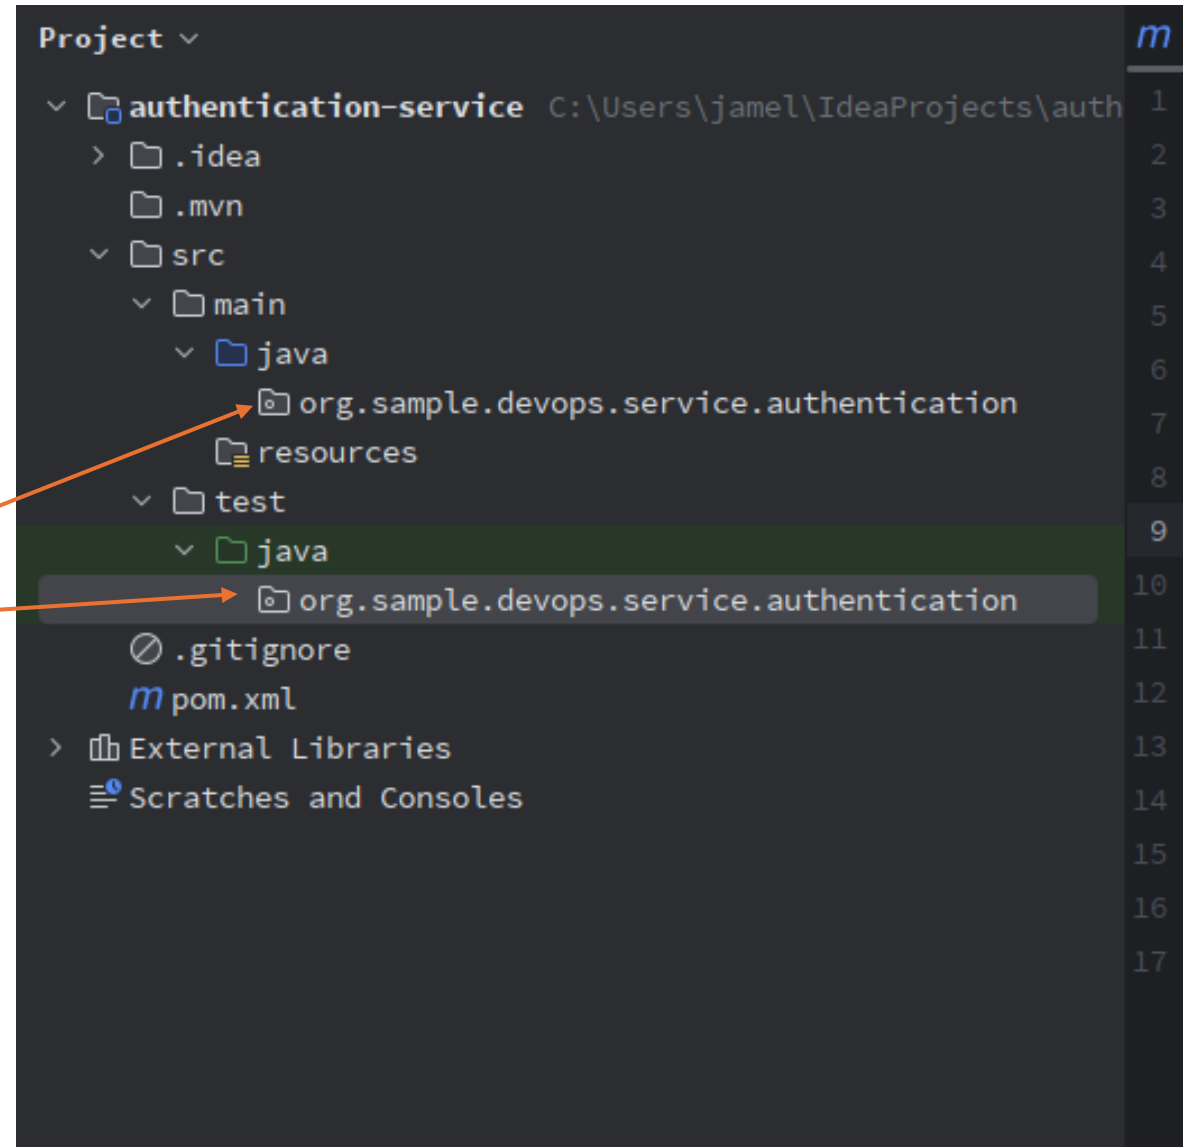 Project
authentication-service C:\Users\jamel\IdeaProjects\auth
.idea
.mvn
src
main
java
org.sample.devops.service.authentication
resources
test
java
org.sample.devops.service.authentication
.gitignore
m pom.xml
External Libraries
Scratches and Consoles
m
1
2
3
4
5
6
7
8
9
10
11
12
13
14
15
16
17